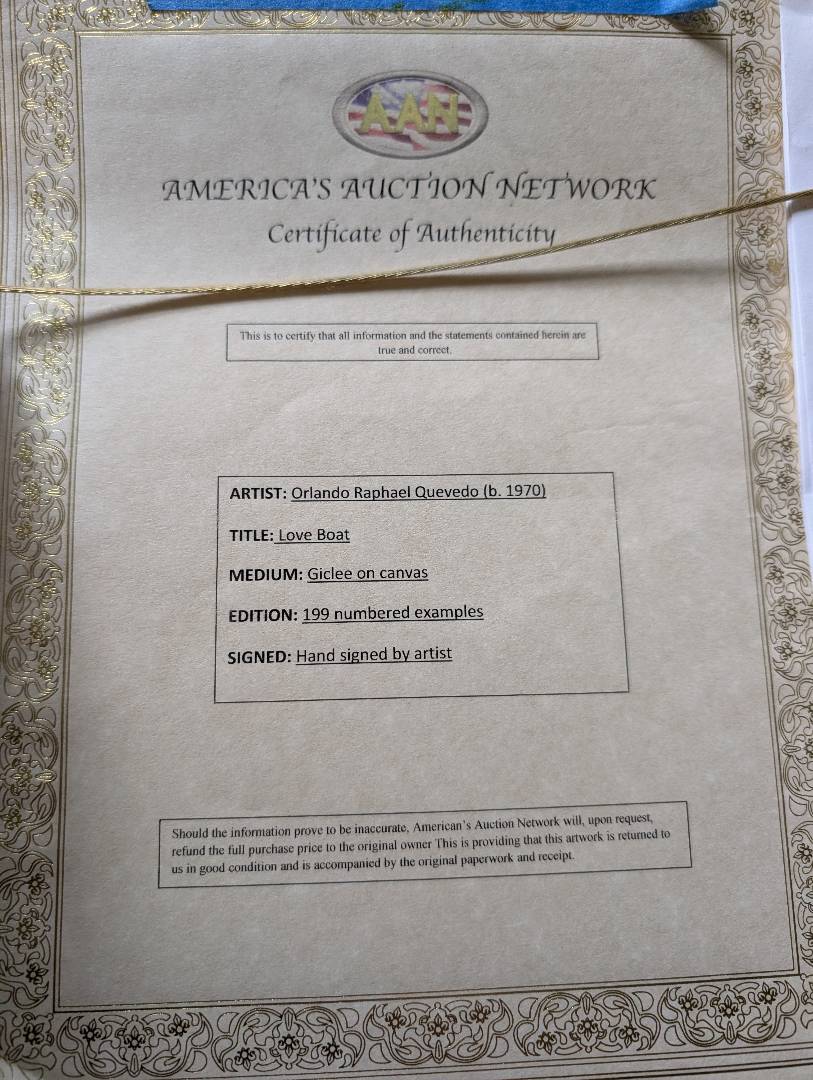 AAN
AMERICA'S AUCTION NETWORK
Certificate of Authenticity
This is to certify that all information and the statements contained herein are
true and correct.
ARTIST: Orlando Raphael Quevedo (b. 1970)
TITLE: Love Boat
MEDIUM: Giclee on canvas
EDITION: 199 numbered examples
SIGNED: Hand signed by artist
Should the information prove to be inaccurate, American's Auction Network will, upon request,
refund the full purchase price to the original owner This is providing that this artwork is returned to
us in good condition and is accompanied by the original paperwork and receipt.